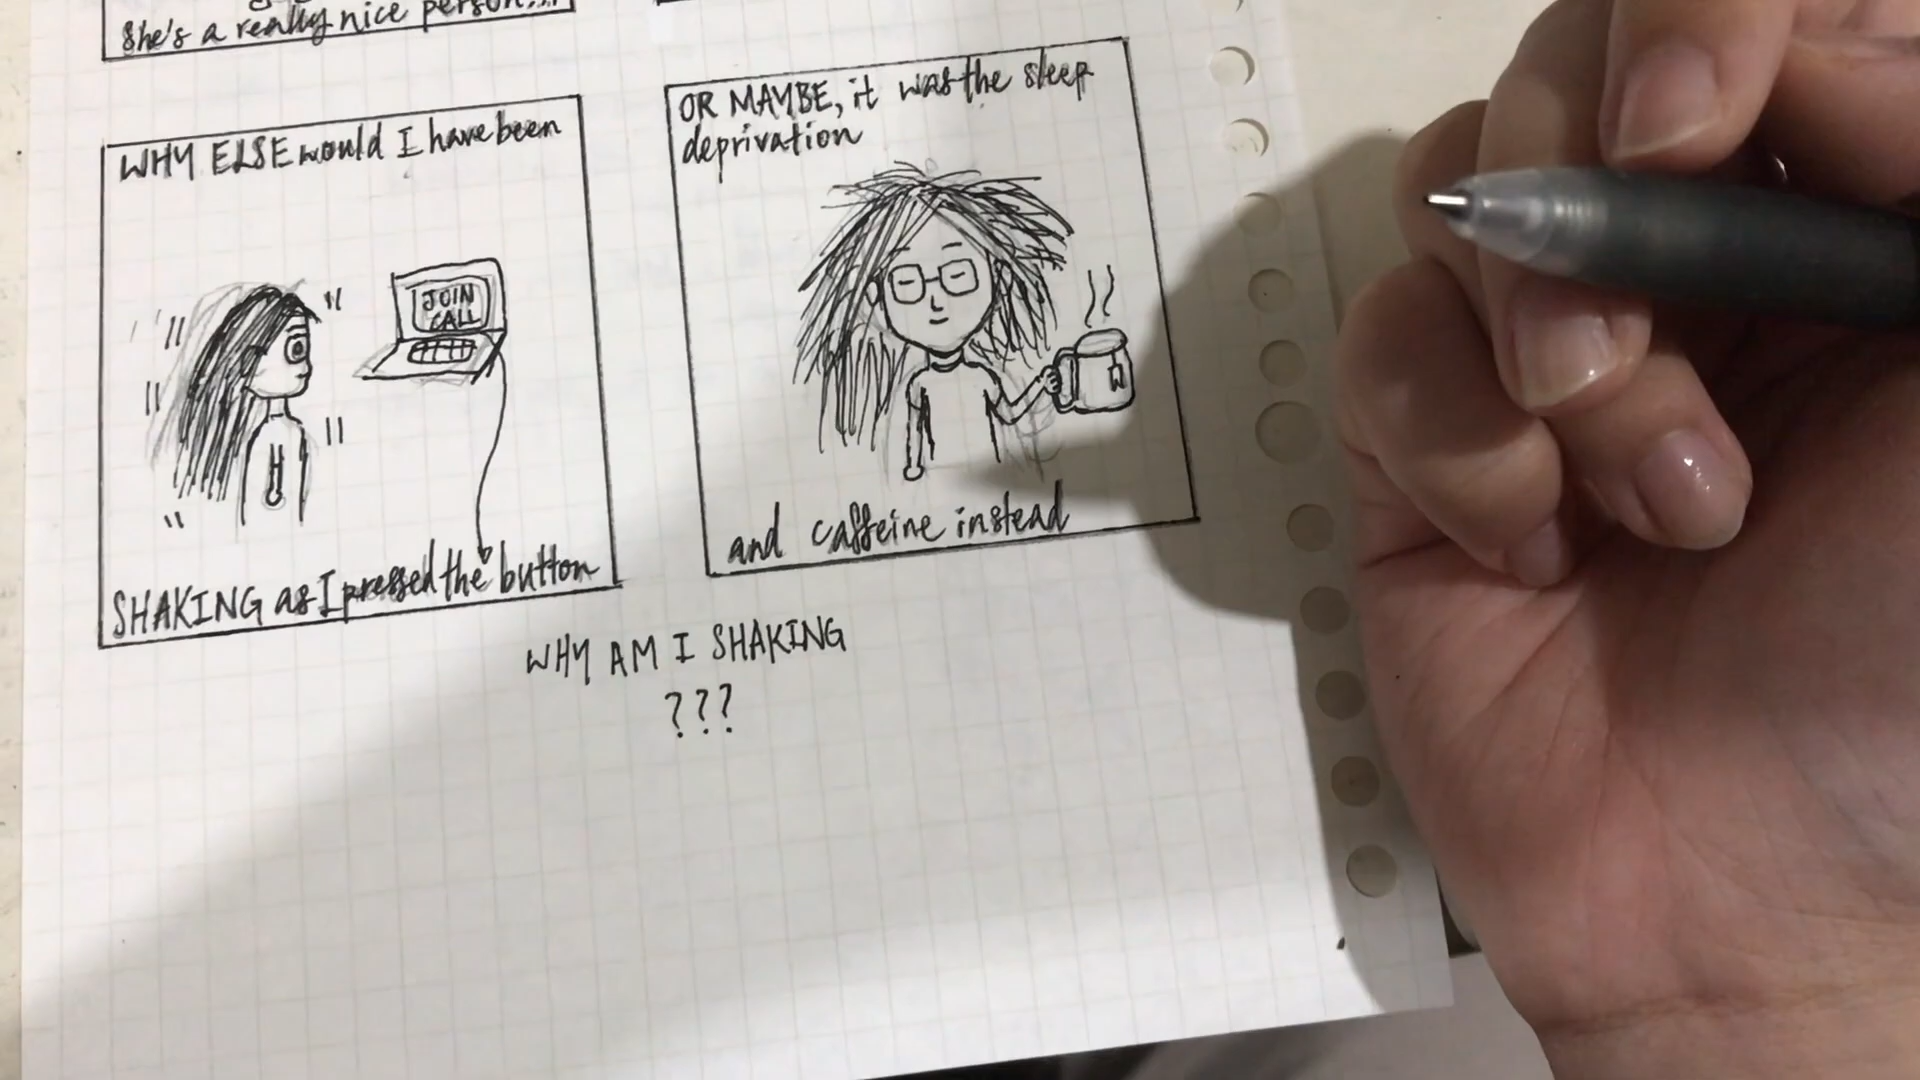 she's a really nice person...
WHY ELSE would I have been
JOIN
CALL
SHAKING as I pressed the button
OR MAYBE, it was the sleep
deprivation
and caffeine instead
WHY AM I SHAKING
???